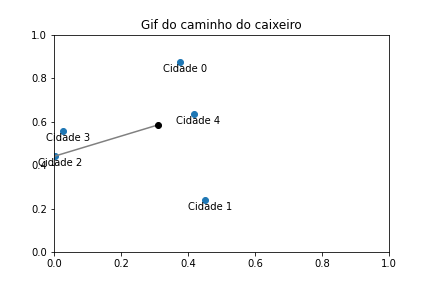 Gif do caminho do caixeiro
1.0
Cidade 0
0.8
0.6
Cidade 4
Cidade 3
Cidade 2
0.4
Cidade 1
0.2
0.0
0.0 0.2 0.4 0.6 0.8 1.0